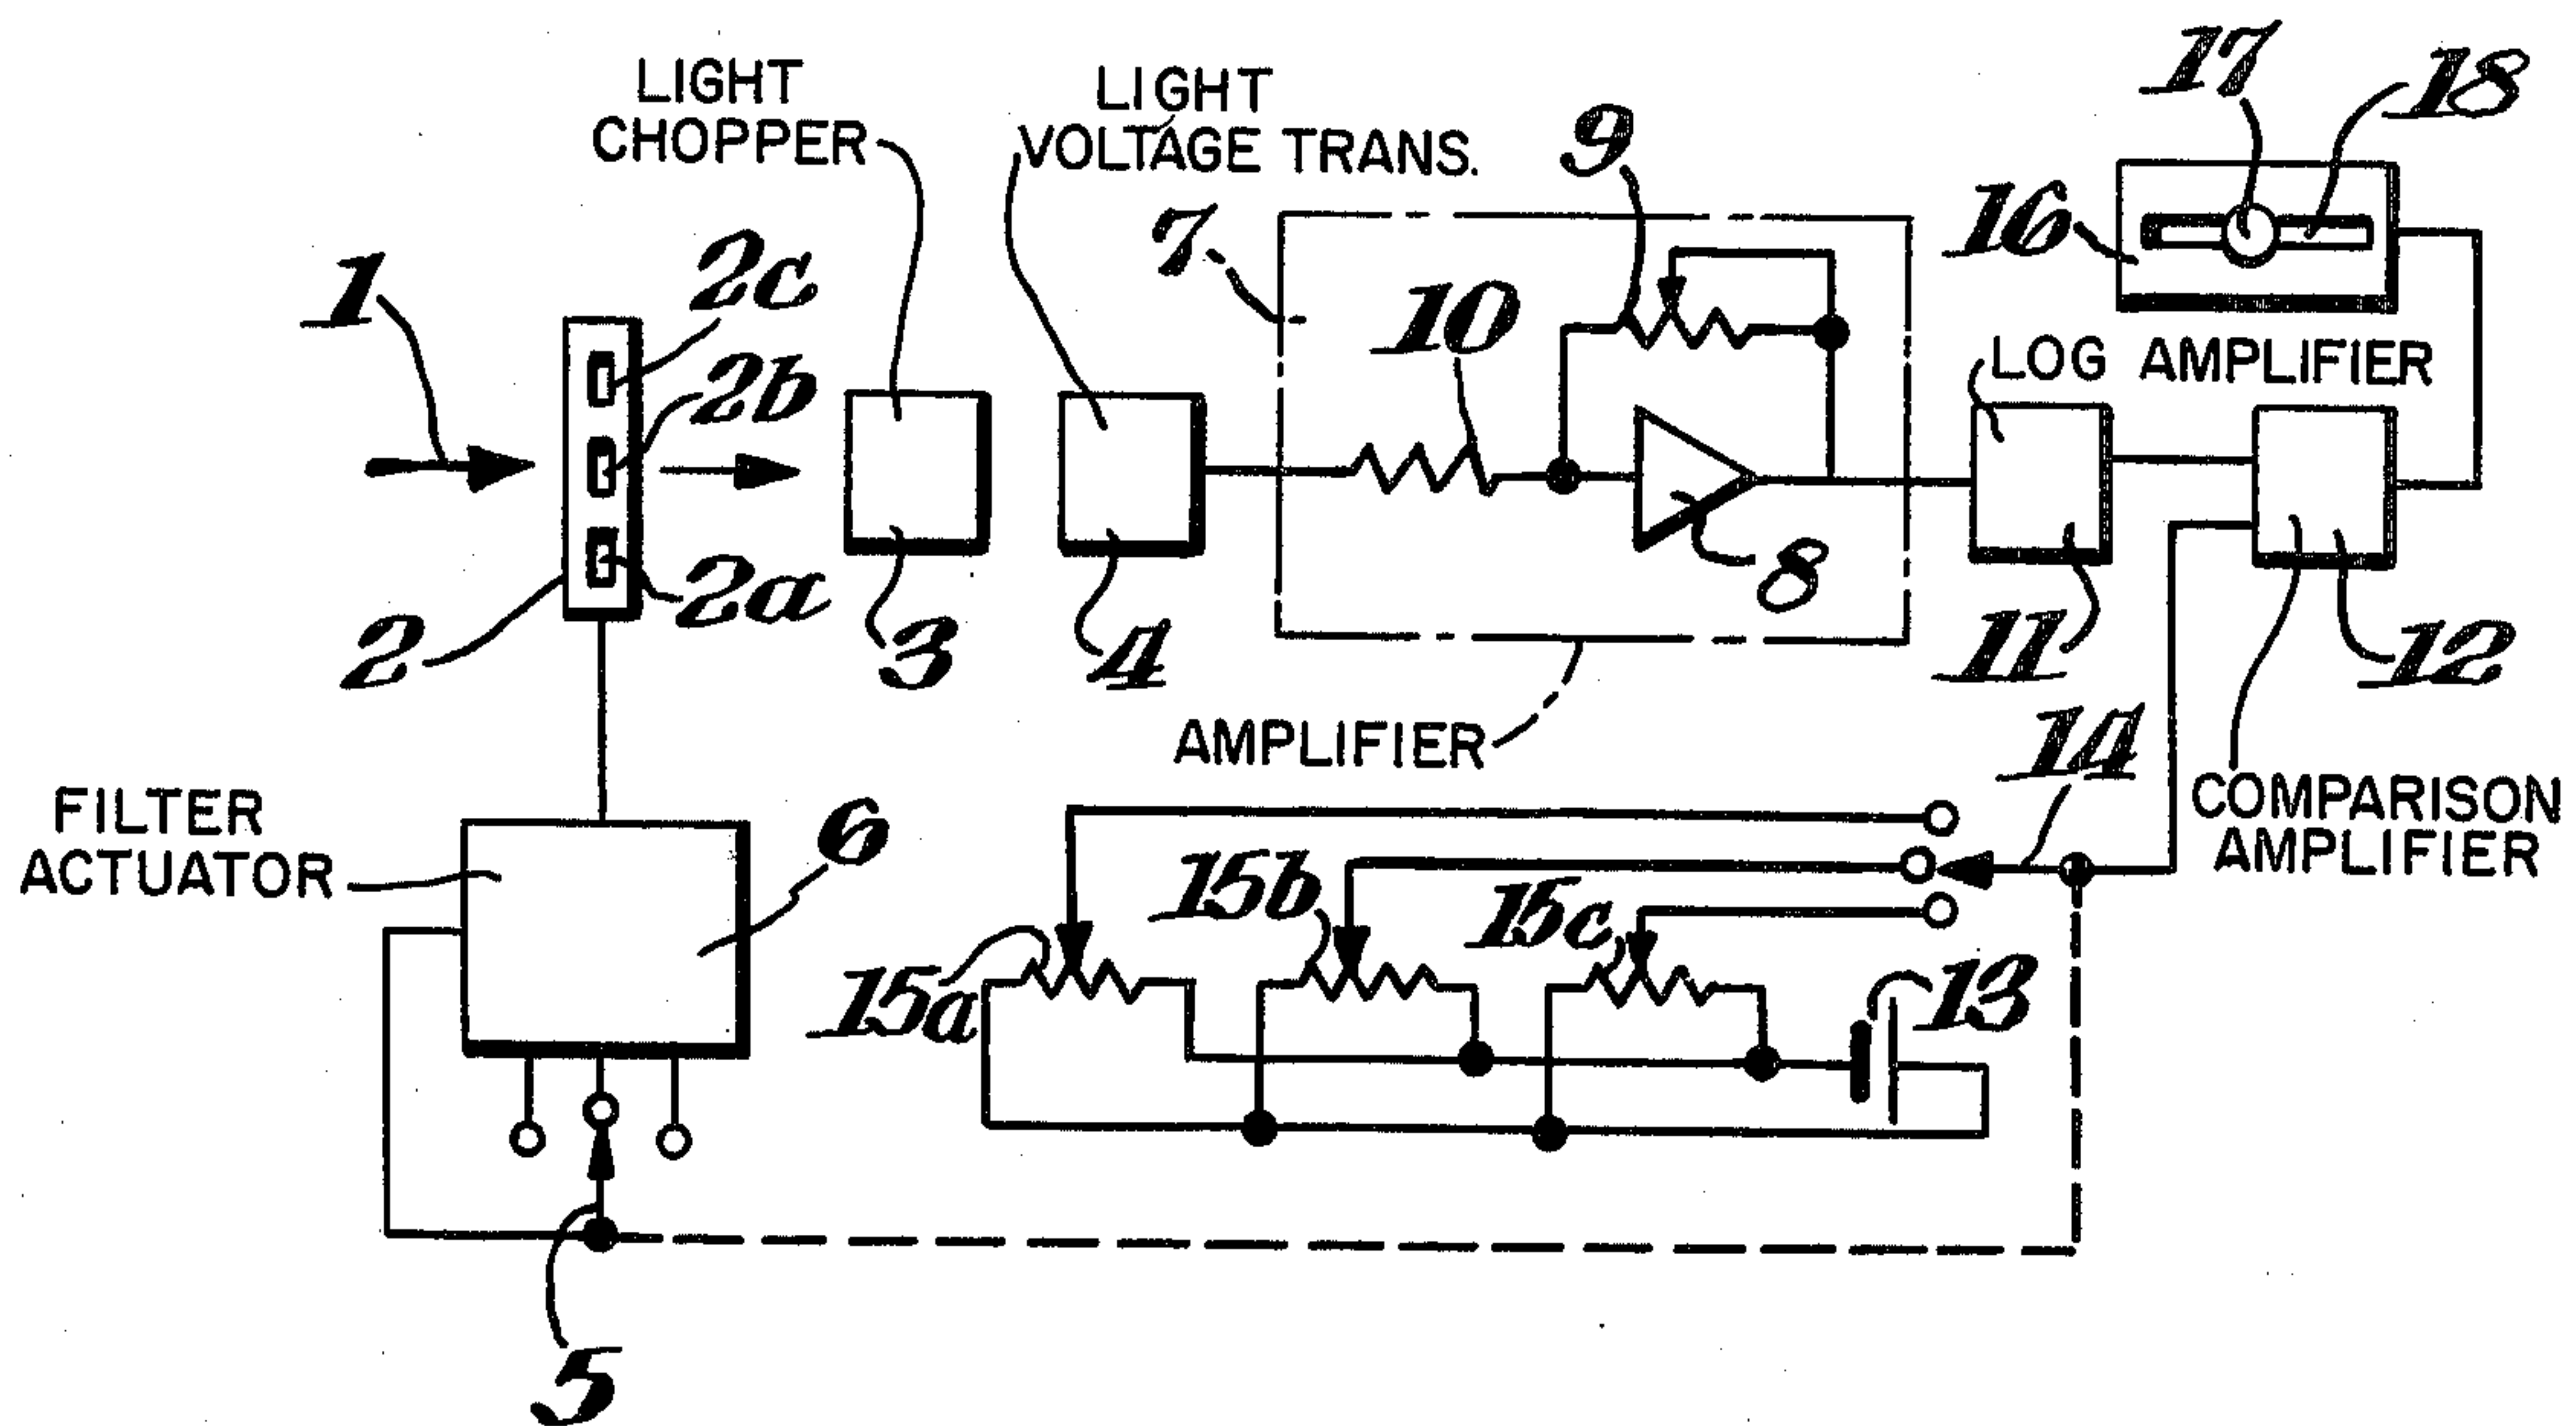 LIGHT
CHOPPER
LIGHT
VOLTAGE TRANS.
17
18
9
7
16
1
2c
10
LOG AMPLIFIER
2b
8
2a
2
3
4
11
12
AMPLIFIER
14
COMPARISON
AMPLIFIER
FILTER
ACTUATOR
6
15b
15c
15a
13
5